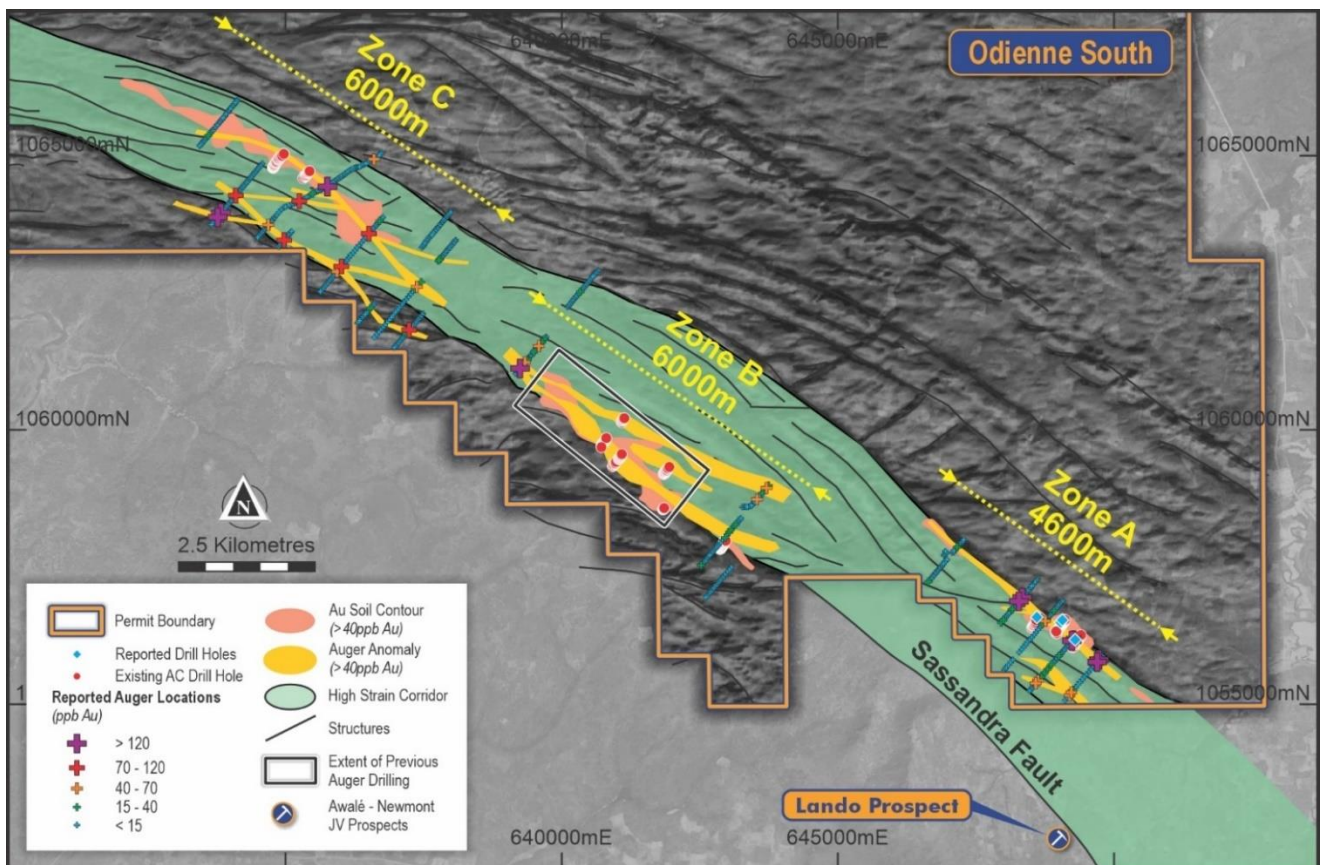 640000mE
645000mE
Odienne South
Zone C
6000m
1065000mN
1065000mN
Zone B
6000m
1060000mN
1060000mN
Zone A
4600m
N
2.5 Kilometres
Permit Boundary
Reported Drill Holes
Existing AC Drill Hole
Reported Auger Locations
(ppb Au)
> 120
70 - 120
40 - 70
15 - 40
< 15
Au Soil Contour
(>40ppb Au)
Auger Anomaly
(>40ppb Au)
High Strain Corridor
Structures
Extent of Previous
Auger Drilling
Awalé - Newmont
JV Prospects
1055000mN
Sassandra Fault
Lando Prospect
640000mE
645000mE